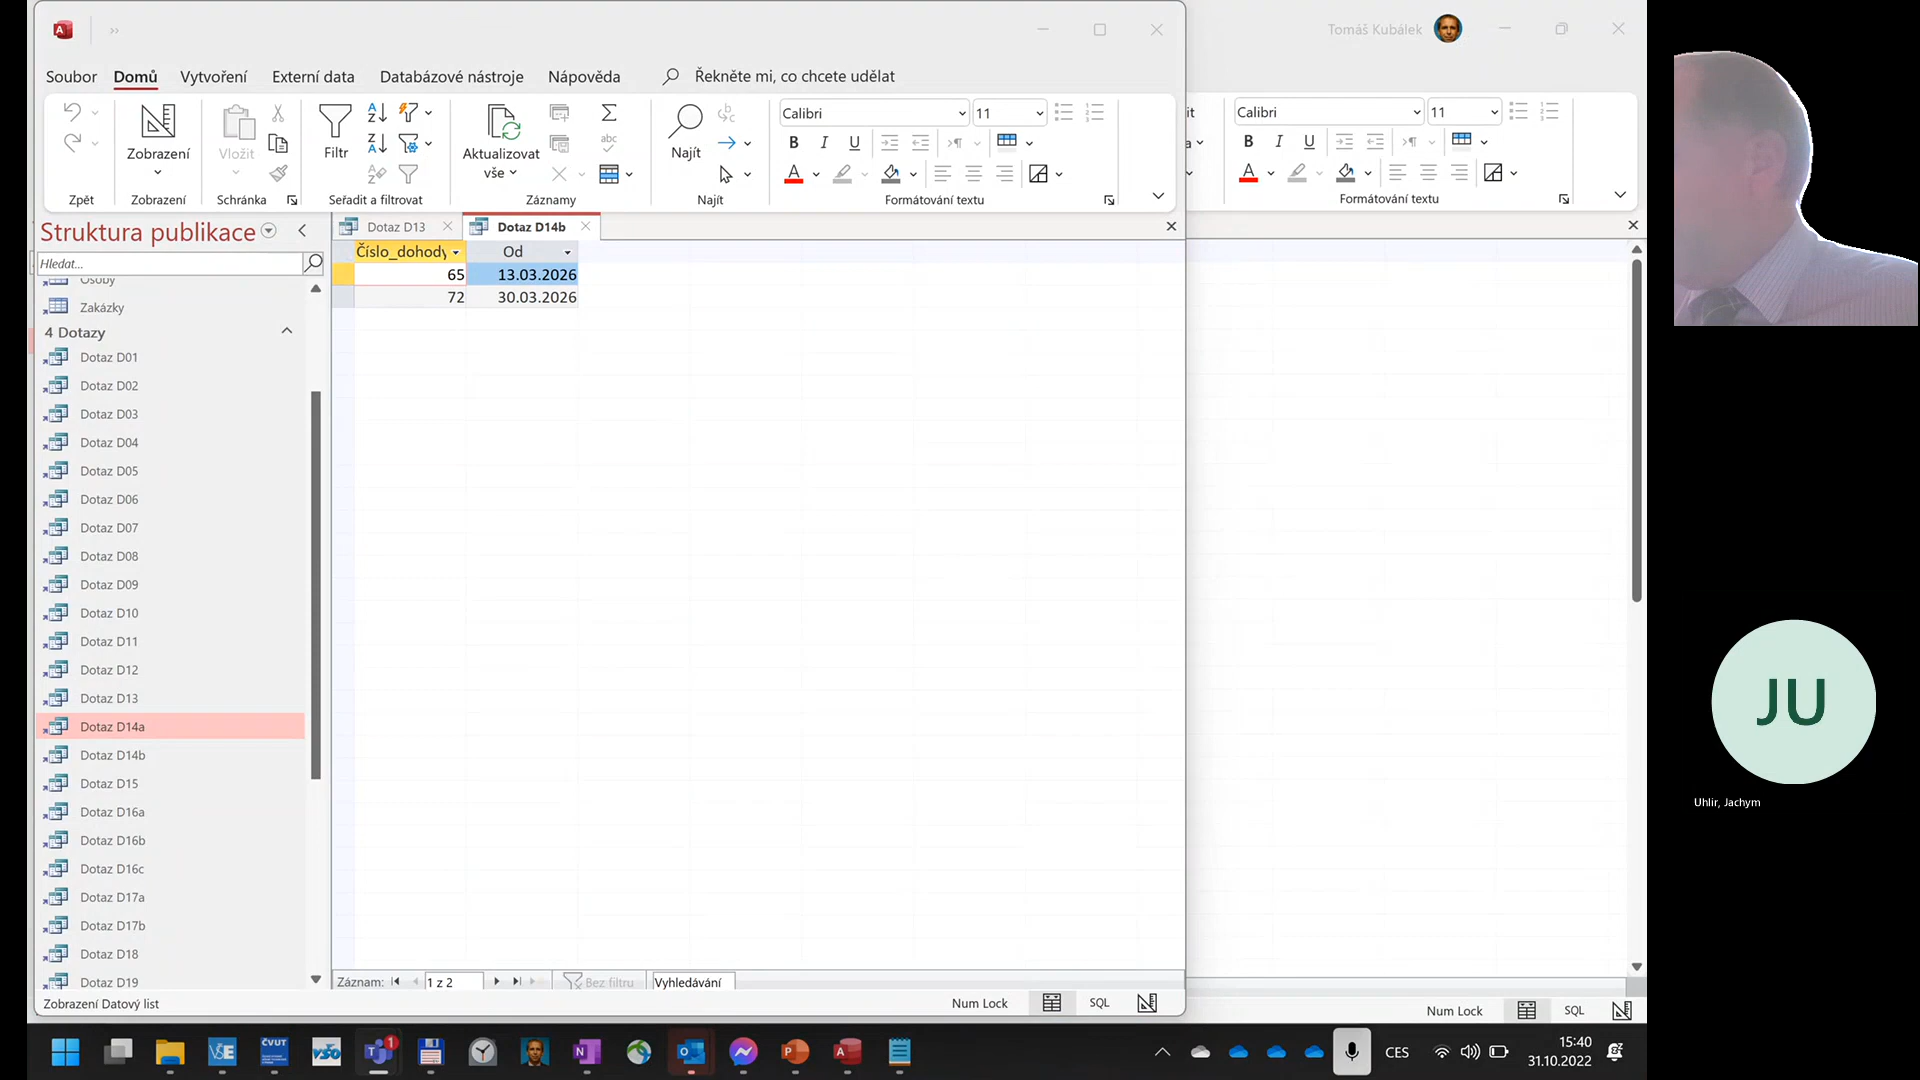 Tomáš Kubálek
Soubor Domů Vytvoření Externí data Databázové nástroje Nápověda Řekněte mi, co chcete udělat
Zobrazení Vložit Filtr Aktualizovat vše Najít
Calibri 11
B I U
Zpět Zobrazení Schránka Seřadit a filtrovat Záznamy Najít Formátování textu
Calibri 11
B I U
Formátování textu
Struktura publikace
Hledat...
Osoby
Zakázky
4 Dotazy
Dotaz D01
Dotaz D02
Dotaz D03
Dotaz D04
Dotaz D05
Dotaz D06
Dotaz D07
Dotaz D08
Dotaz D09
Dotaz D10
Dotaz D11
Dotaz D12
Dotaz D13
Dotaz D14a
Dotaz D14b
Dotaz D15
Dotaz D16a
Dotaz D16b
Dotaz D16c
Dotaz D17a
Dotaz D17b
Dotaz D18
Dotaz D19
Dotaz D13 Dotaz D14b
Číslo_dohody Od
65 13.03.2026
72 30.03.2026
Záznam: 1 z 2 Bez filtru Vyhledávání
Zobrazení Datový list Num Lock SQL
Num Lock SQL
JU
Uhlir, Jachym
CES 15:40
31.10.2022